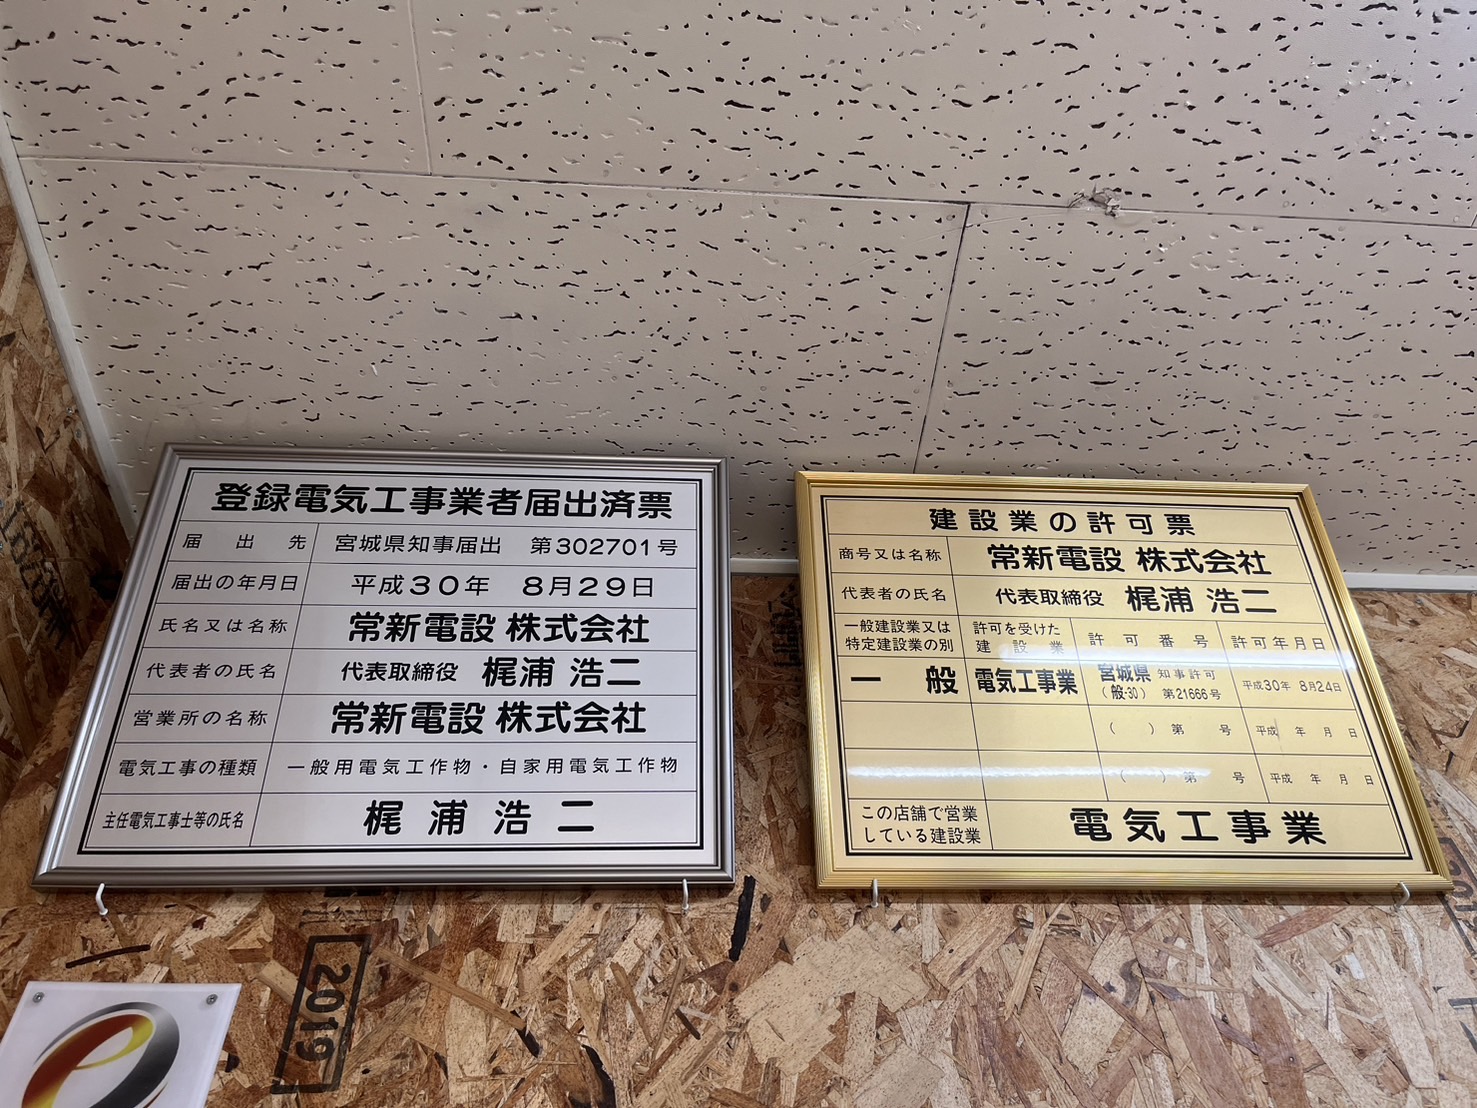 登録電気工事業者届出済票
届出先 宮城県知事届出 第302701号
届出の年月日 平成30年 8月29日
氏名又は名称 常新電設 株式会社
代表者の氏名 代表取締役 梶浦 浩二
営業所の名称 常新電設 株式会社
電気工事の種類 一般用電気工作物・自家用電気工作物
主任電気工事士等の氏名 梶浦浩二
建設業の許可票
商号又は名称 常新電設 株式会社
代表者の氏名 代表取締役 梶浦 浩二
一般建設業又は
特定建設業の別
許可を受けた
建設業
許可番号
許可年月日
一般
電気工事業
宮城県 知事許可
(般-30) 第21666号
平成30年 8月24日
( ) 第 号
平成 年 月 日
( ) 第 号
平成 年 月 日
この店舗で営業
している建設業
電気工事業
2019